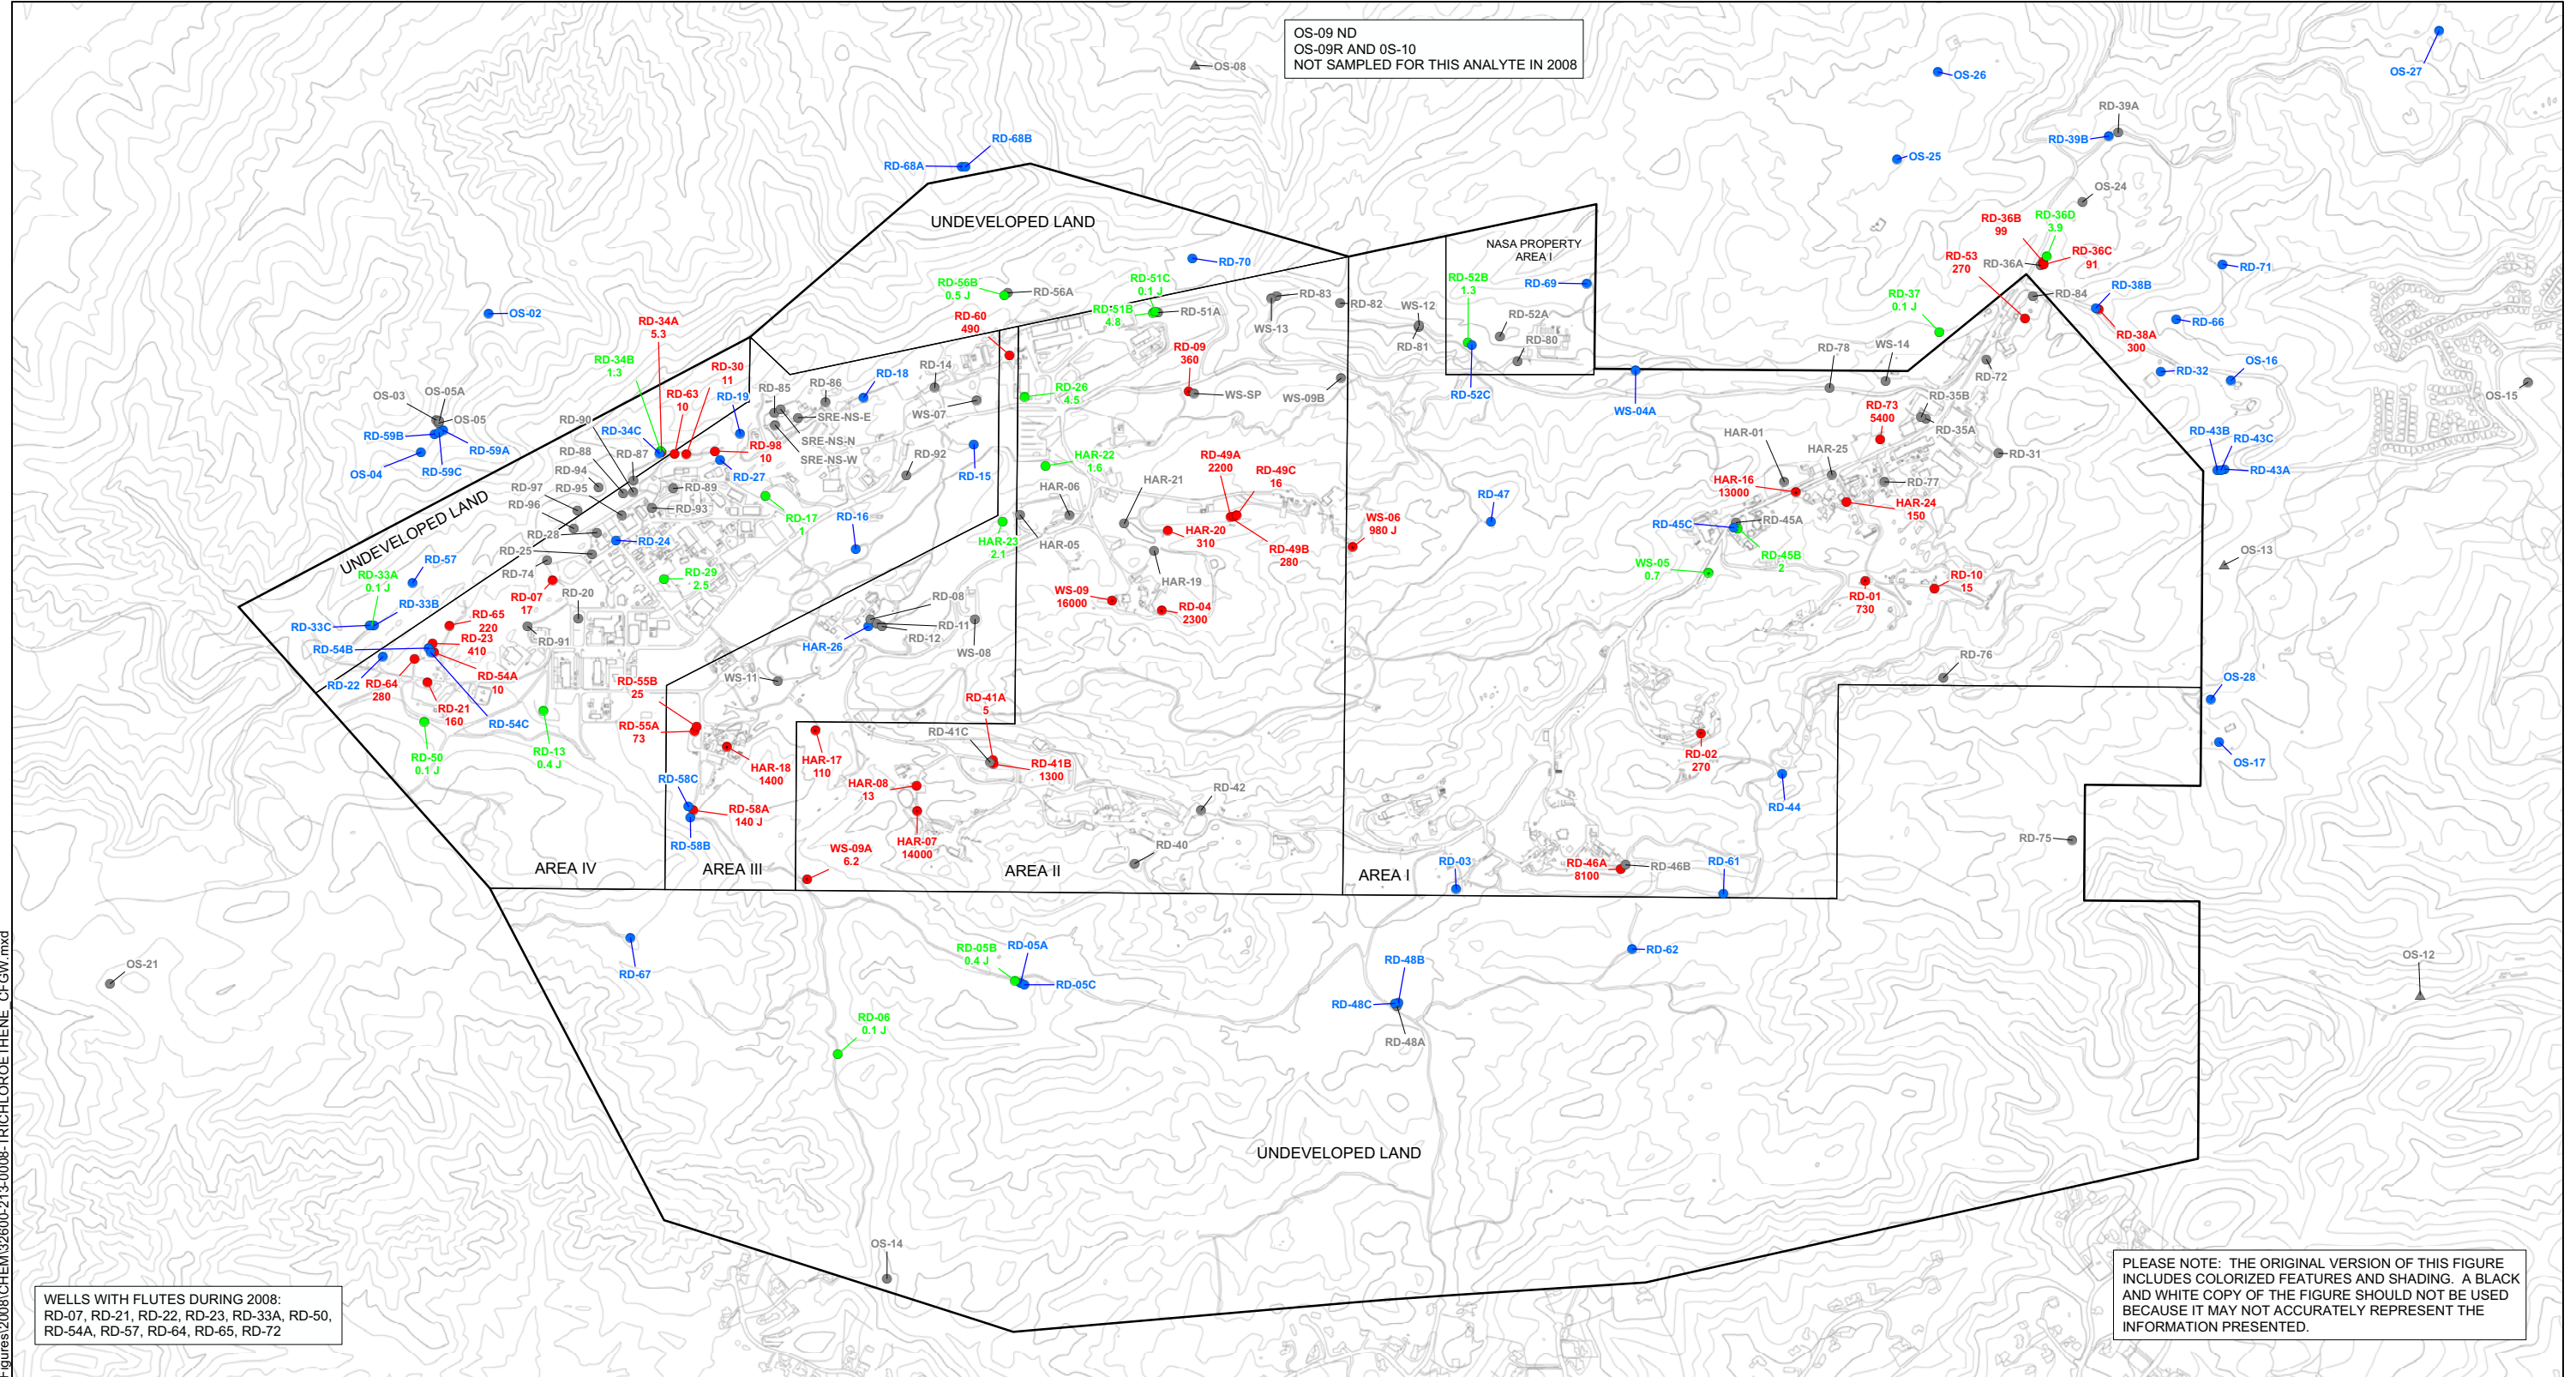 OS-09 ND
OS-09R AND 0S-10
NOT SAMPLED FOR THIS ANALYTE IN 2008
OS-08
OS-27
OS-26
RD-39A
RD-39B
RD-68B
RD-68A
OS-25
OS-24
UNDEVELOPED LAND
RD-36B
99
RD-36D
3.9
NASA PROPERTY
AREA I
RD-53
270
RD-36A
RD-36C
91
RD-70
RD-71
RD-56B
0.5 J
RD-56A
RD-51C
0.1 J
RD-51B
4.8
RD-51A
RD-83
RD-82
WS-13
WS-12
RD-81
RD-52B
1.3
RD-69
RD-52A
RD-80
RD-37
0.1 J
RD-84
RD-38B
RD-38A
300
RD-66
OS-02
RD-34A
5.3
RD-60
490
RD-34B
1.3
RD-30
11
RD-63
10
RD-19
RD-85
RD-86
RD-18
RD-14
WS-07
RD-26
4.5
RD-09
360
WS-SP
WS-09B
RD-52C
WS-04A
RD-78
WS-14
RD-72
RD-32
OS-16
OS-15
OS-03
OS-05A
OS-05
RD-59B
RD-59A
RD-59C
OS-04
RD-90
RD-34C
RD-88
RD-87
RD-94
RD-97
RD-95
RD-96
RD-89
RD-93
RD-98
10
RD-27
SRE-NS-E
SRE-NS-N
SRE-NS-W
RD-92
RD-15
HAR-22
1.6
RD-17
1
RD-16
RD-28
RD-24
RD-25
RD-74
HAR-23
2.1
HAR-06
HAR-05
HAR-21
RD-49A
2200
RD-49C
16
HAR-20
310
RD-49B
280
HAR-19
WS-06
980 J
RD-47
RD-73
5400
RD-35B
RD-35A
HAR-01
HAR-25
RD-31
HAR-16
13000
RD-77
HAR-24
150
RD-45C
RD-45A
RD-45B
2
WS-05
0.7
RD-43B
RD-43C
RD-43A
OS-13
UNDEVELOPED LAND
RD-57
RD-33A
0.1 J
RD-33B
RD-33C
RD-07
17
RD-20
RD-29
2.5
RD-91
RD-65
220
RD-23
410
RD-54B
RD-22
RD-64
280
RD-54A
10
RD-54C
RD-21
160
RD-50
0.1 J
RD-13
0.4 J
RD-08
RD-11
RD-12
HAR-26
WS-08
WS-11
WS-09
16000
RD-04
2300
RD-01
730
RD-10
15
RD-76
OS-28
OS-17
RD-55B
25
RD-55A
73
HAR-18
1400
RD-58C
RD-58A
140 J
RD-58B
HAR-17
110
RD-41A
5
RD-41C
RD-41B
1300
HAR-08
13
HAR-07
14000
WS-09A
6.2
RD-42
RD-40
RD-02
270
RD-44
RD-75
RD-03
RD-46A
8100
RD-46B
RD-61
AREA IV
AREA III
AREA II
AREA I
OS-21
RD-67
RD-05B
0.4 J
RD-05A
RD-05C
RD-06
0.1 J
RD-48B
RD-48C
RD-48A
RD-62
OS-12
UNDEVELOPED LAND
OS-14
WELLS WITH FLUTES DURING 2008:
RD-07, RD-21, RD-22, RD-23, RD-33A, RD-50,
RD-54A, RD-57, RD-64, RD-65, RD-72
PLEASE NOTE: THE ORIGINAL VERSION OF THIS FIGURE
INCLUDES COLORIZED FEATURES AND SHADING. A BLACK
AND WHITE COPY OF THE FIGURE SHOULD NOT BE USED
BECAUSE IT MAY NOT ACCURATELY REPRESENT THE
INFORMATION PRESENTED.
Figures\2008\CHEM\32600-213-0008-TRICHLOROETHENE_CFGW.mxd